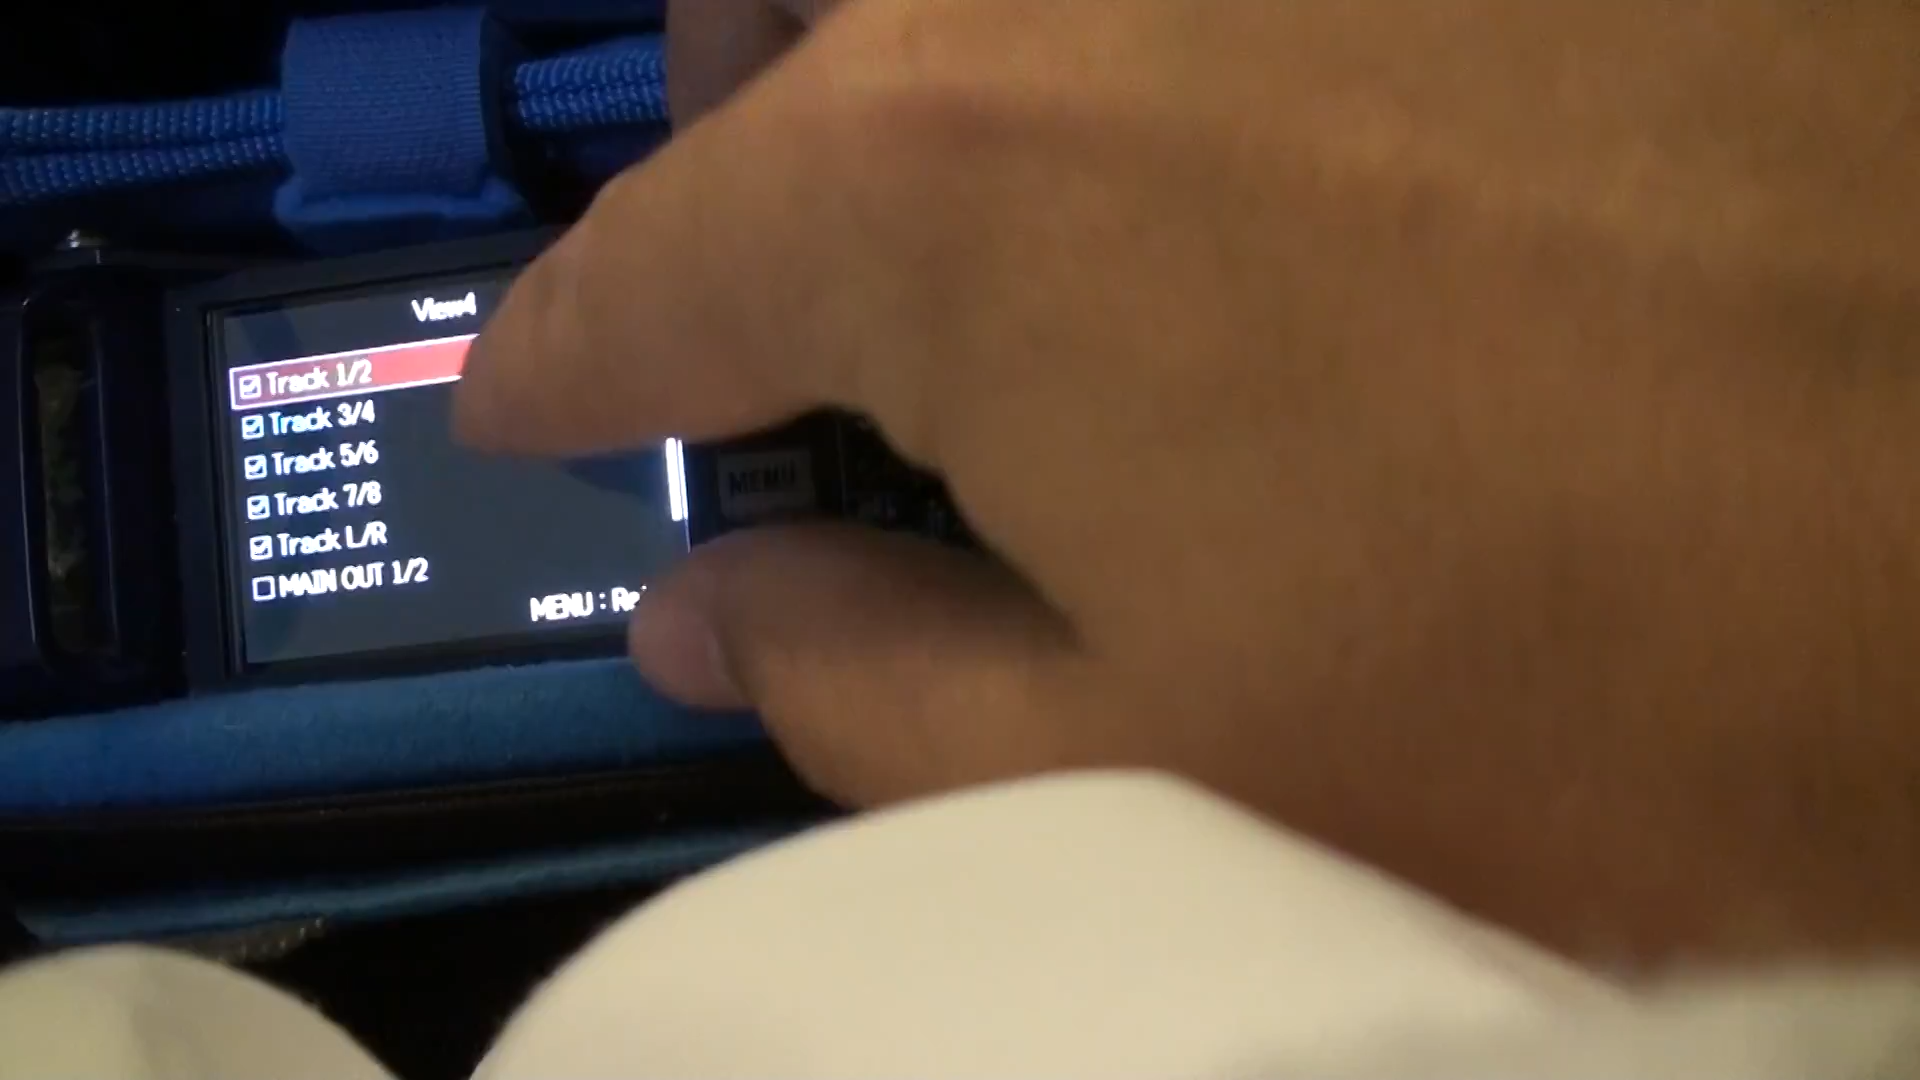 View4
Track 1/2
Track 3/4
Track 5/6
Track 7/8
Track L/R
MAIN OUT 1/2
MENU :
MENU